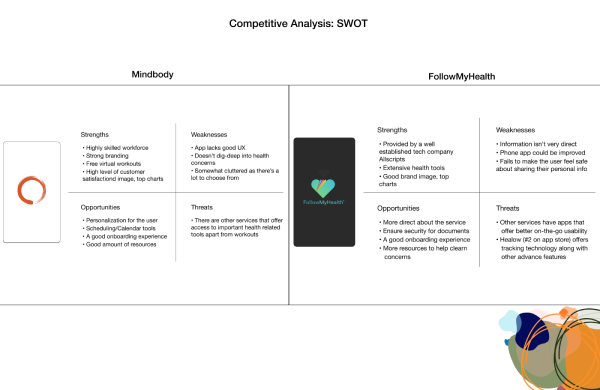 Competitive Analysis: SWOT
Mindbody
Strengths
• Highly skilled workforce
• Strong branding
• Free virtual workouts
• High level of customer
satisfactiond image, top charts
Weaknesses
• App lacks good UX
• Doesn't dig-deep into health
concerns
• Somewhat cluttered as there's a
lot to choose from
Opportunities
• Personalization for the user
• Scheduling/Calendar tools
• A good onboarding experience
• Good amount of resources
Threats
• There are other services that offer
access to important health related
tools apart from workouts
FollowMyHealth
FollowMyHealth
Strengths
• Provided by a well
established tech company
Allscripts
• Extensive health tools
• Good brand image, top
charts
Weaknesses
• Information isn't very direct
• Phone app could be improved
• Fails to make the user feel safe
about sharing their personal info
Opportunities
• More direct about the service
• Ensure security for documents
• A good onboarding experience
• More resources to help clearn
concerns
Threats
• Other services have apps that
offer better on-the-go usability
• Healow (#2 on app store) offers
tracking technology along with
other advance features